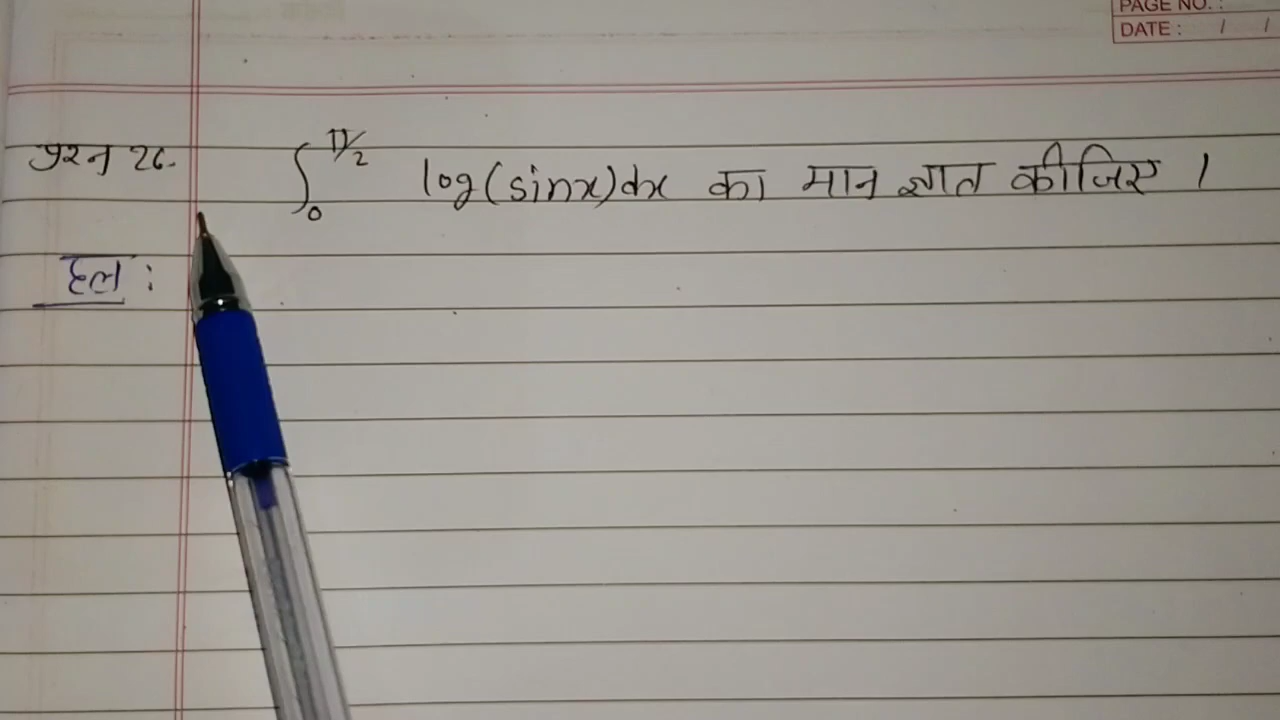 PAGE NO. :
DATE : / /
प्रश्न 26. ∫₀^π/2 log(sinx)dx का मान ज्ञात कीजिए ।
हल :